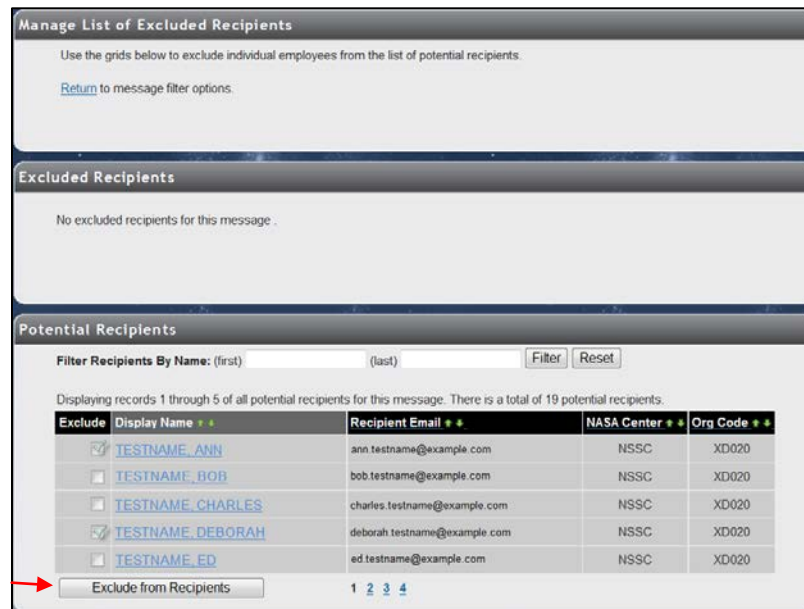 Manage List of Excluded Recipients
Use the grids below to exclude individual employees from the list of potential recipients.
Return to message filter options.
Excluded Recipients
No excluded recipients for this message .
Potential Recipients
Filter Recipients By Name: (first) (last) Filter Reset
Displaying records 1 through 5 of all potential recipients for this message. There is a total of 19 potential recipients.
Exclude Display Name Recipient Email NASA Center Org Code
TESTNAME, ANN ann.testname@example.com NSSC XD020
TESTNAME, BOB bob.testname@example.com NSSC XD020
TESTNAME, CHARLES charles.testname@example.com NSSC XD020
TESTNAME, DEBORAH deborah.testname@example.com NSSC XD020
TESTNAME, ED ed.testname@example.com NSSC XD020
Exclude from Recipients 1 2 3 4